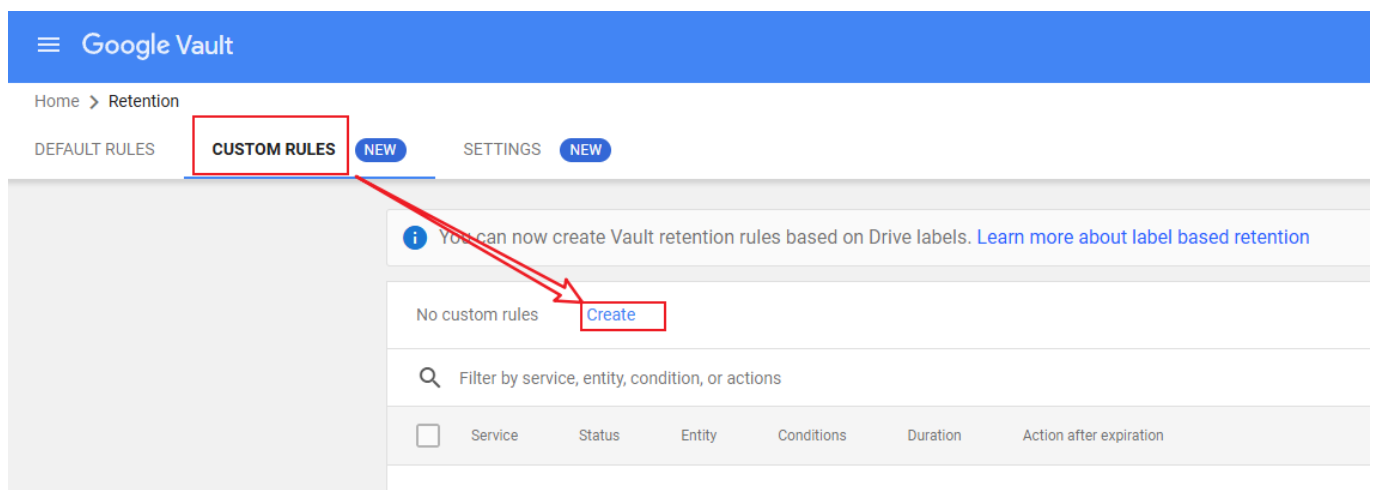 Google Vault
Home > Retention
DEFAULT RULES CUSTOM RULES NEW SETTINGS NEW
You can now create Vault retention rules based on Drive labels. Learn more about label based retention
No custom rules Create
Filter by service, entity, condition, or actions
Service Status Entity Conditions Duration Action after expiration